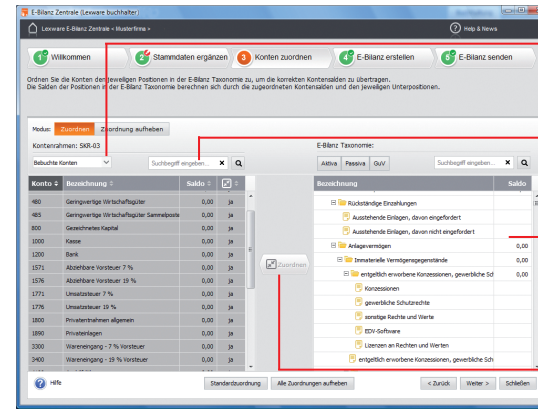 E-Bilanz Zentrale (Lexware buchhalter)
Lexware E-Bilanz Zentrale < Musterfirma >
Help & News
1 Willkommen
2 Stammdaten ergänzen
3 Konten zuordnen
4 E-Bilanz erstellen
5 E-Bilanz senden
Ordnen Sie die Konten den jeweiligen Positionen in der E-Bilanz Taxonomie zu, um die korrekten Kontensalden zu übertragen.
Die Salden der Positionen in der E-Bilanz Taxonomie berechnen sich durch die zugeordneten Kontensalden und den jeweiligen Unterpositionen.
Modus: Zuordnen Zuordnung aufheben
Kontenrahmen: SKR-03
E-Bilanz Taxonomie:
Bebuchte Konten
Suchbegriff eingeben...
Aktiva Passiva GuV
Suchbegriff eingeben...
Konto Bezeichnung Saldo
480 Geringwertige Wirtschaftsgüter 0,00 ja
485 Geringwertige Wirtschaftsgüter Sammelposte 0,00 ja
800 Gezeichnetes Kapital 0,00 ja
1000 Kasse 0,00 ja
1200 Bank 0,00 ja
1571 Abziehbare Vorsteuer 7 % 0,00 ja
1576 Abziehbare Vorsteuer 19 % 0,00 ja
1771 Umsatzsteuer 7 % 0,00 ja
1776 Umsatzsteuer 19 % 0,00 ja
1800 Privatentnahmen allgemein 0,00 ja
1890 Privateinlagen 0,00 ja
3300 Wareneingang - 7 % Vorsteuer 0,00 ja
3400 Wareneingang - 19 % Vorsteuer 0,00 ja
Zuordnen
Bezeichnung Saldo
Rückständige Einzahlungen
Ausstehende Einlagen, davon eingefordert
Ausstehende Einlagen, davon nicht eingefordert
Anlagevermögen 0,00
Immaterielle Vermögensgegenstände 0,00
entgeltlich erworbene Konzessionen, gewerbliche Sch 0,00
Konzessionen
gewerbliche Schutzrechte
sonstige Rechte und Werte
EDV-Software
Lizenzen an Rechten und Werten
entgeltlich erworbene Konzessionen, gewerbliche Sch
Hilfe
Standardzuordnung
Alle Zuordnungen aufheben
< Zurück
Weiter >
Schließen